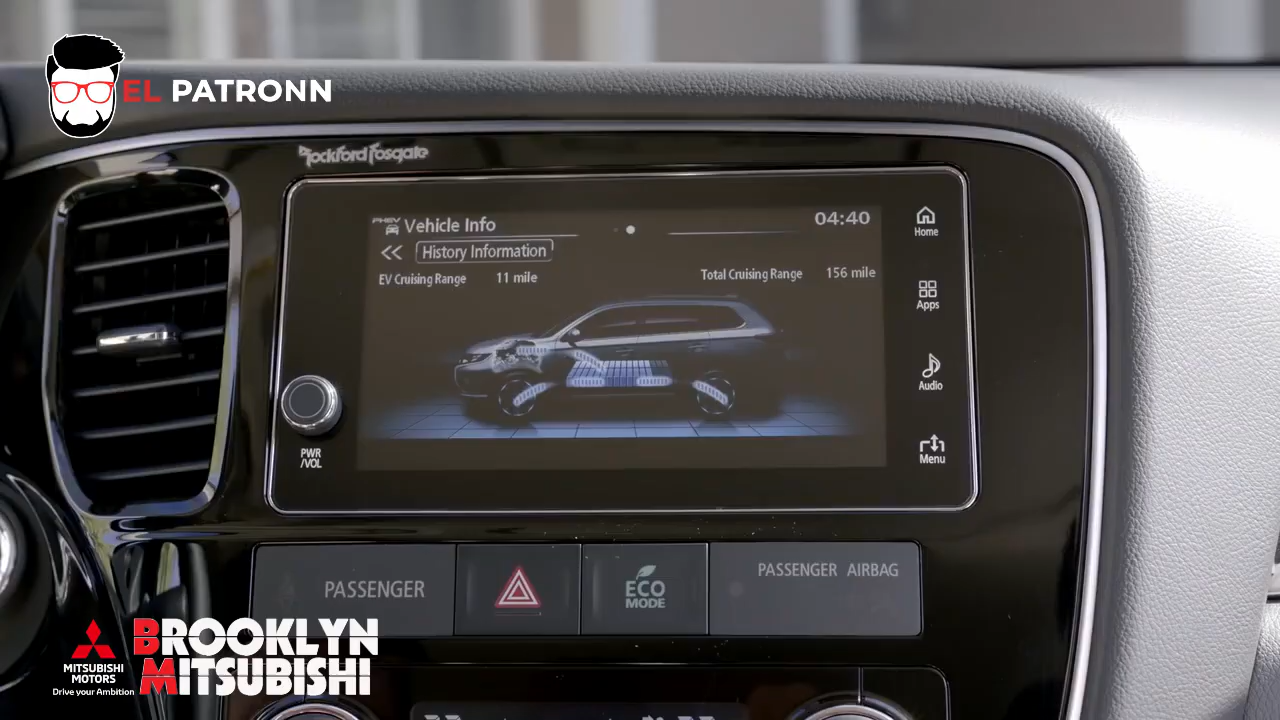 EL PATRONN
Rockford Fosgate
PHEV Vehicle Info
04:40
History Information
EV Cruising Range 11 mile
Total Cruising Range 156 mile
Home
Apps
Audio
Menu
PWR
/VOL
PASSENGER
ECO
MODE
PASSENGER AIRBAG
MITSUBISHI
MOTORS
Drive your Ambition
BROOKLYN
MITSUBISHI